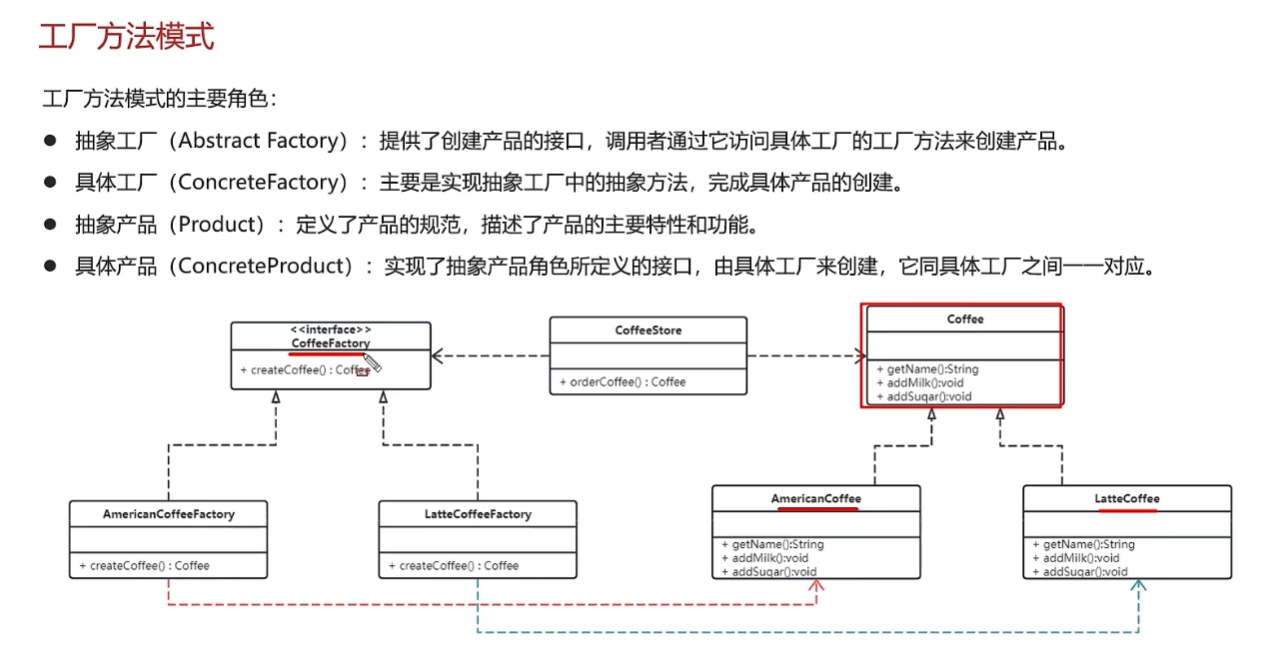 工厂方法模式
工厂方法模式的主要角色：
● 抽象工厂（Abstract Factory）：提供了创建产品的接口，调用者通过它访问具体工厂的工厂方法来创建产品。
● 具体工厂（ConcreteFactory）：主要是实现抽象工厂中的抽象方法，完成具体产品的创建。
● 抽象产品（Product）：定义了产品的规范，描述了产品的主要特性和功能。
● 具体产品（ConcreteProduct）：实现了抽象产品角色所定义的接口，由具体工厂来创建，它同具体工厂之间一一对应。
<<interface>>
CoffeeFactory
+ createCoffee() : Coffee
CoffeeStore
+ orderCoffee() : Coffee
Coffee
+ getName():String
+ addMilk():void
+ addSuqar():void
AmericanCoffeeFactory
+ createCoffee() : Coffee
LatteCoffeeFactory
+ createCoffee() : Coffee
AmericanCoffee
+ getName():String
+ addMilk():void
+ addSuqar():void
LatteCoffee
+ getName():String
+ addMilk():void
+ addSuqar():void